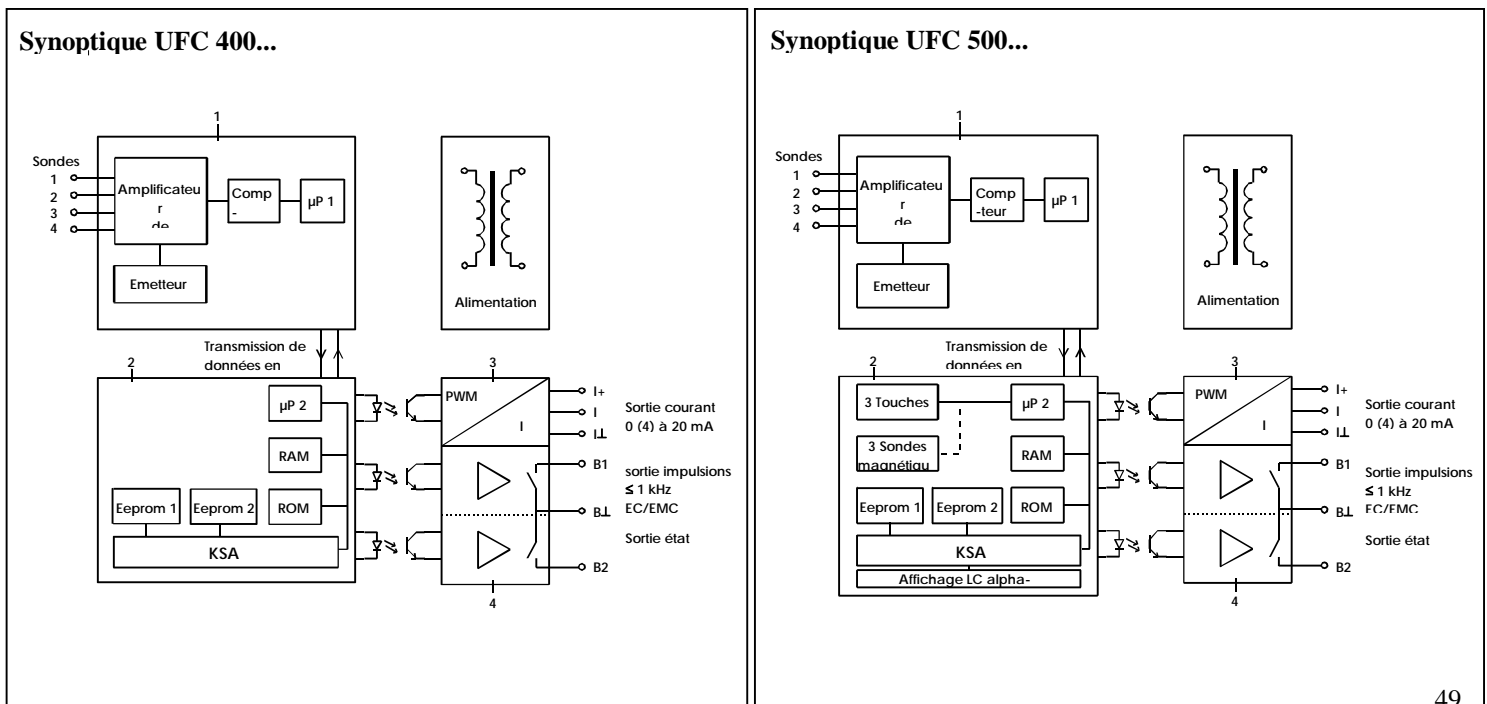 Synoptique UFC 400...
1
Sondes
1
2
3
4
Amplificateu
r
de
Comp
-
µP 1
Emetteur
Alimentation
Transmission de
données en
2
3
µP 2
RAM
Eeprom 1
Eeprom 2
ROM
KSA
PWM
I
I+
I
I⊥
Sortie courant
0 (4) à 20 mA
B1
sortie impulsions
≤ 1 kHz
B⊥
EC/EMC
Sortie état
B2
4
Synoptique UFC 500...
1
Sondes
1
2
3
4
Amplificateu
r
de
Comp
-teur
µP 1
Emetteur
Alimentation
Transmission de
données en
2
3
3 Touches
µP 2
3 Sondes
magnétiqu
RAM
Eeprom 1
Eeprom 2
ROM
KSA
Affichage LC alpha-
PWM
I
I+
I
I⊥
Sortie courant
0 (4) à 20 mA
B1
Sortie impulsions
≤ 1 kHz
B⊥
EC/EMC
Sortie état
B2
4
49